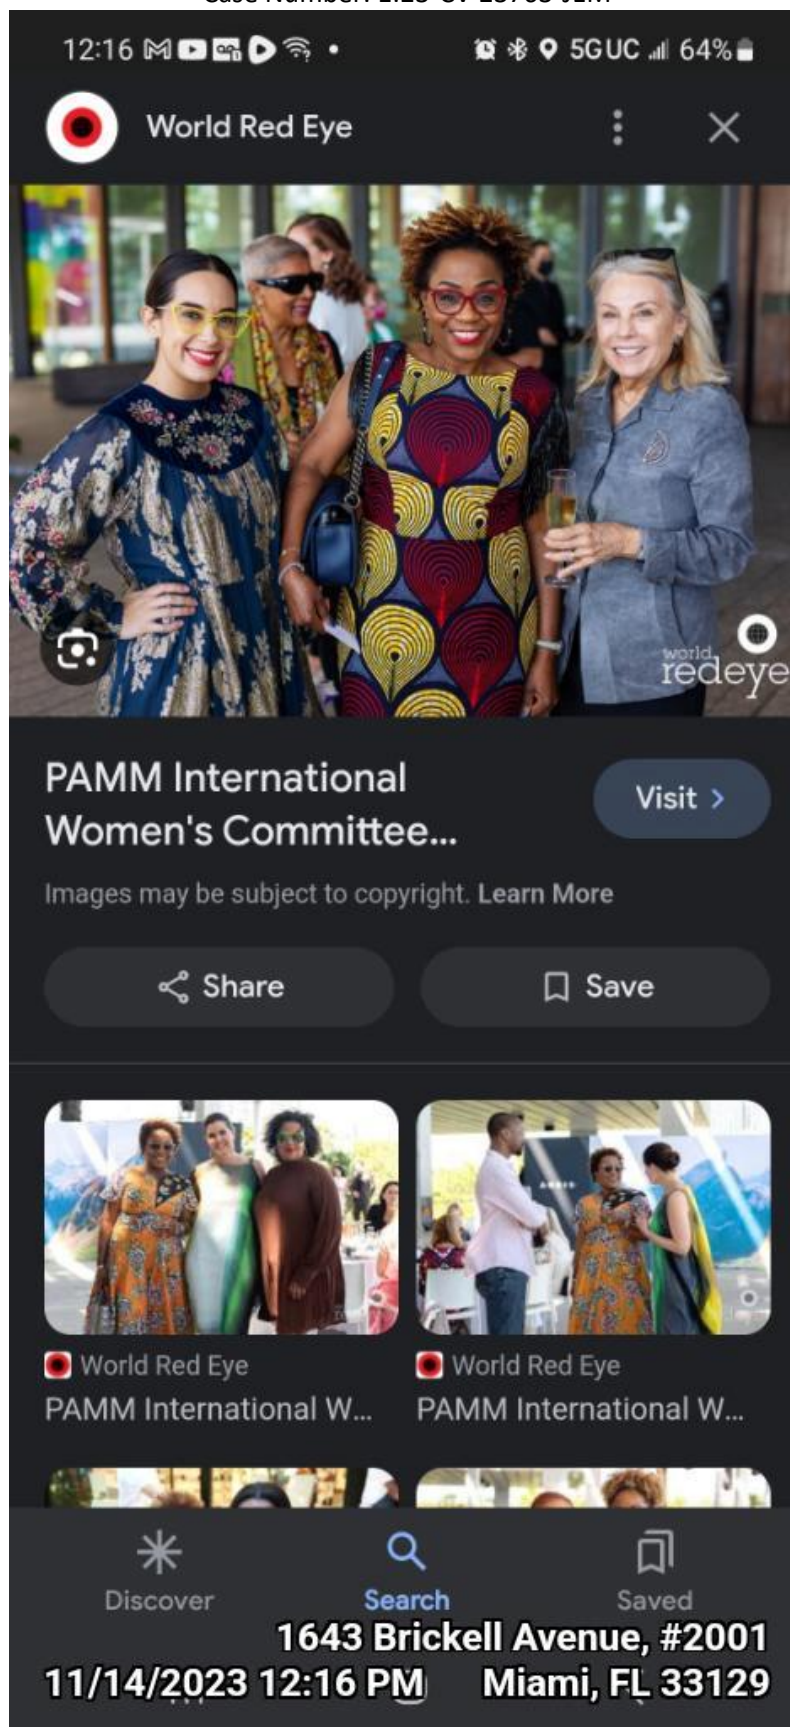 12:16 5G UC 64%
World Red Eye
world
redeye
PAMM International
Women's Committee...
Visit >
Images may be subject to copyright. Learn More
Share
Save
World Red Eye
PAMM International W...
World Red Eye
PAMM International W...
Discover
Search
Saved
1643 Brickell Avenue, #2001
11/14/2023 12:16 PM Miami, FL 33129